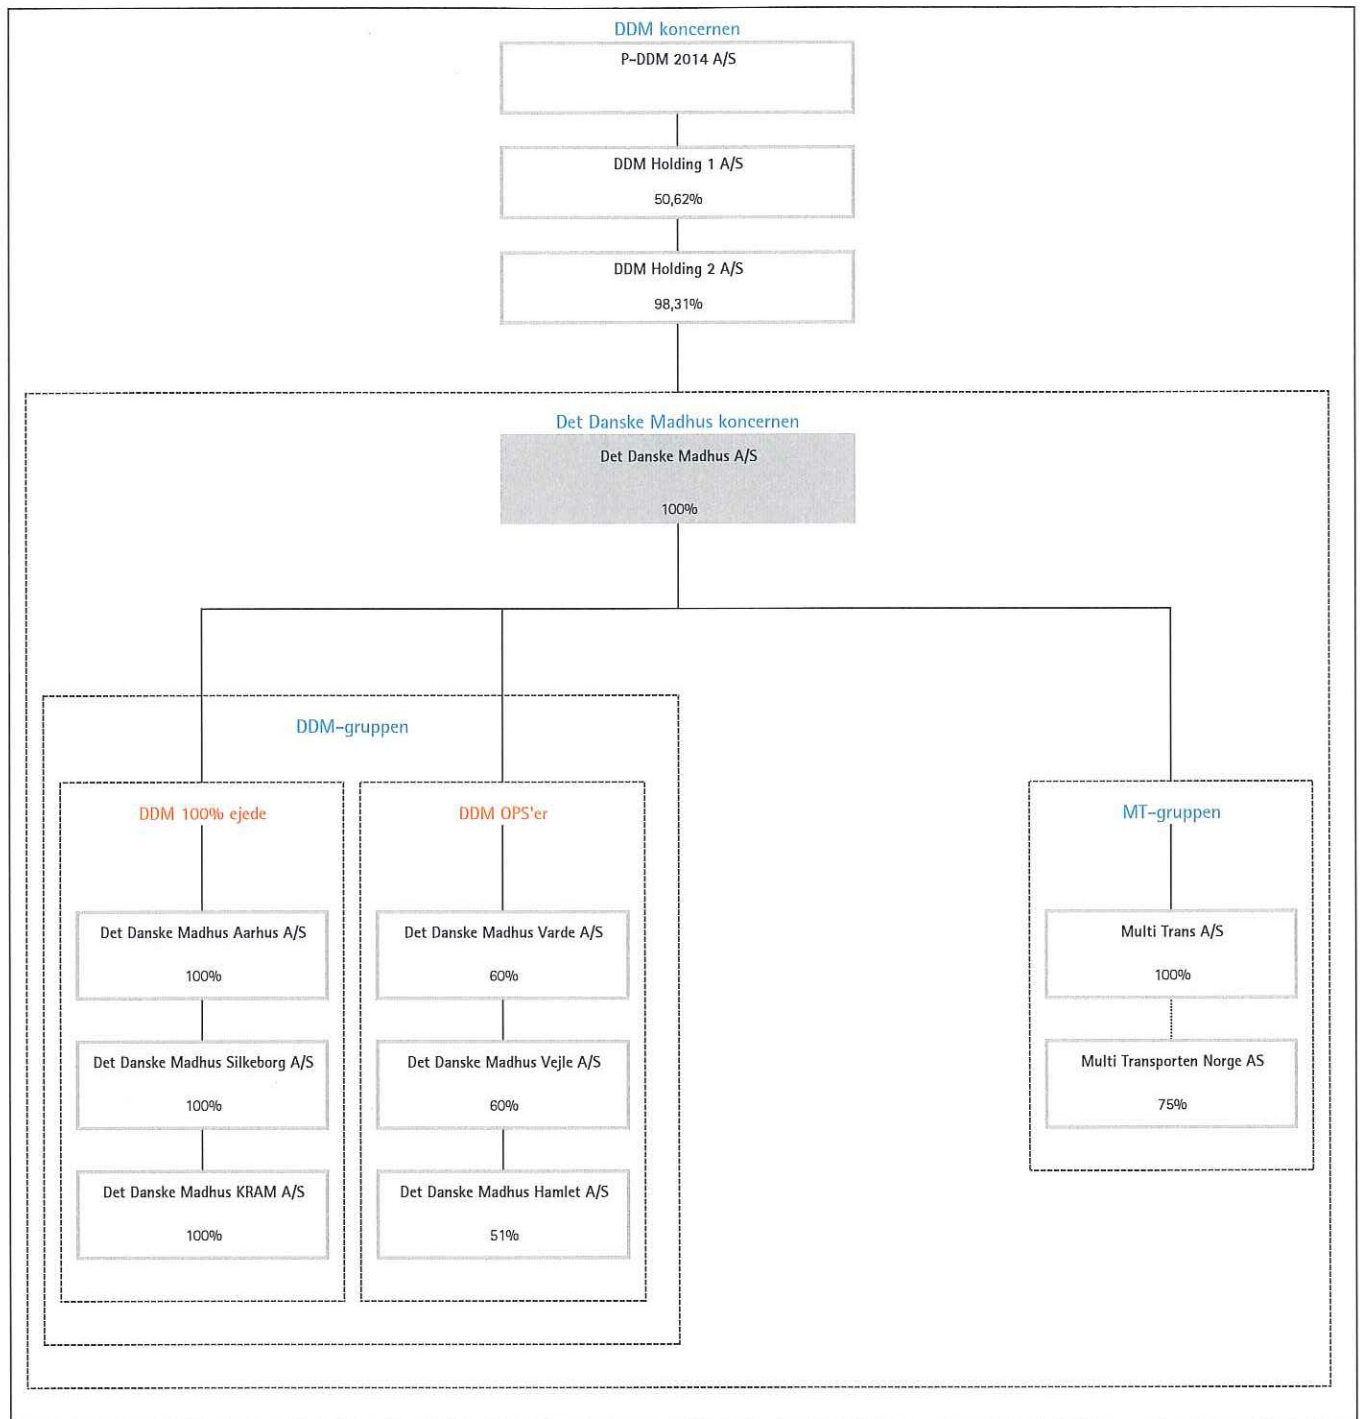 DDM koncernen
P-DDM 2014 A/S
DDM Holding 1 A/S
50,62%
DDM Holding 2 A/S
98,31%
Det Danske Madhus koncernen
Det Danske Madhus A/S
100%
DDM-gruppen
DDM 100% ejede
Det Danske Madhus Aarhus A/S
100%
Det Danske Madhus Silkeborg A/S
100%
Det Danske Madhus KRAM A/S
100%
DDM OPS'er
Det Danske Madhus Varde A/S
60%
Det Danske Madhus Vejle A/S
60%
Det Danske Madhus Hamlet A/S
51%
MT-gruppen
Multi Trans A/S
100%
Multi Transporten Norge AS
75%